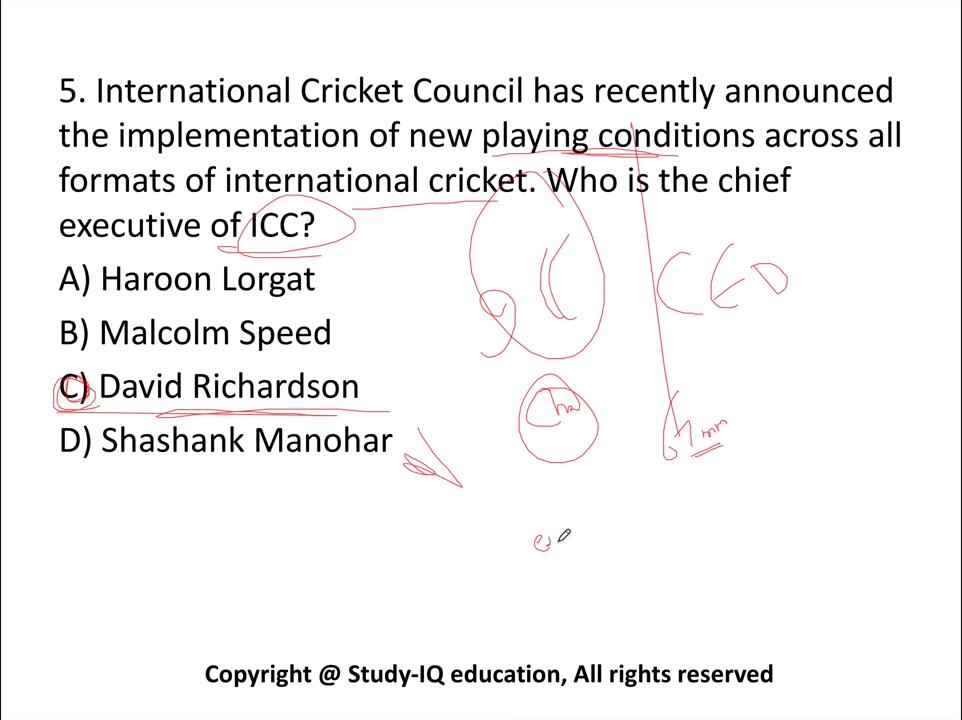 5. International Cricket Council has recently announced
the implementation of new playing conditions across all
formats of international cricket. Who is the chief
executive of ICC?
A) Haroon Lorgat
B) Malcolm Speed
C) David Richardson
D) Shashank Manohar
CEO
Copyright @ Study-IQ education, All rights reserved